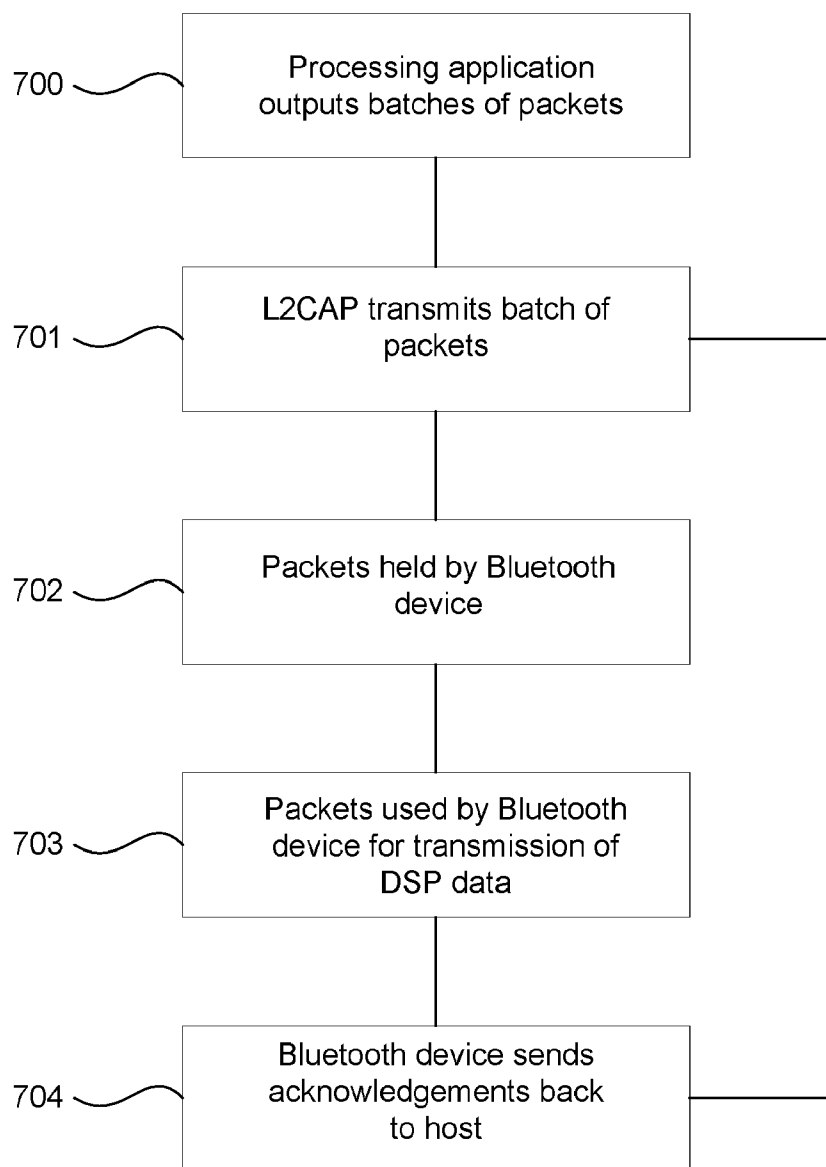 700
Processing application
outputs batches of packets
701
L2CAP transmits batch of
packets
702
Packets held by Bluetooth
device
703
Packets used by Bluetooth
device for transmission of
DSP data
704
Bluetooth device sends
acknowledgements back
to host